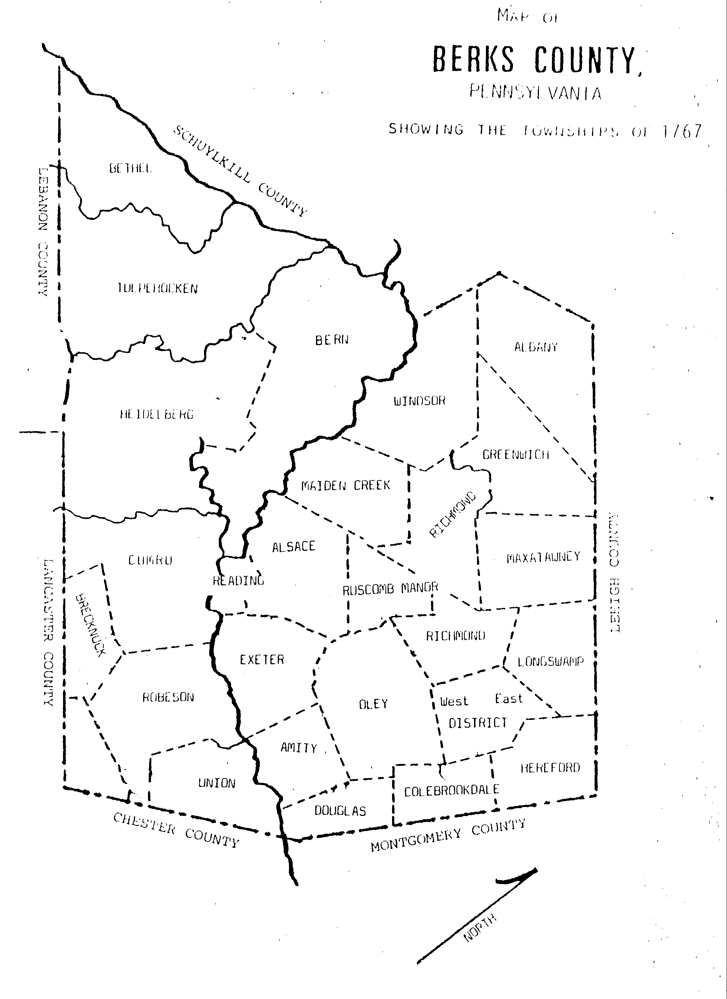 MAP OF
BERKS COUNTY,
PENNSYLVANIA
SHOWING THE TOWNSHIPS OF 1767
SCHUYLKILL COUNTY
BETHEL
LEBANON COUNTY
TULPEHOCKEN
BERN
ALBANY
WINDSOR
HEIDELBERG
GREENWICH
MAIDEN CREEK
RICHMOND
ALSACE
MAXATAWNEY
LEHIGH COUNTY
CUMRU
READING
RUSCOMB MANOR
LANCASTER COUNTY
BRECKNOCK
RICHMOND
EXETER
LONGSWAMP
ROBESON
OLEY
West East
DISTRICT
AMITY
HEREFORD
UNION
COLEBROOKDALE
DOUGLAS
CHESTER COUNTY
MONTGOMERY COUNTY
NORTH